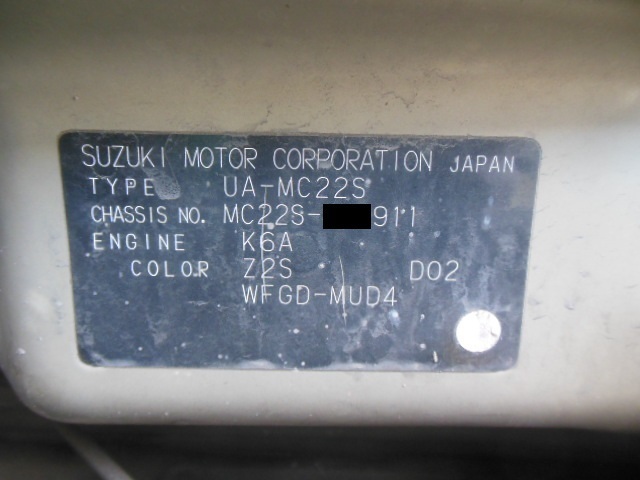 SUZUKI MOTOR CORPORATION JAPAN
TYPE UA-MC22S
CHASSIS NO. MC22S- 911
ENGINE K6A
COLOR Z2S D02
WFGD-MUD4